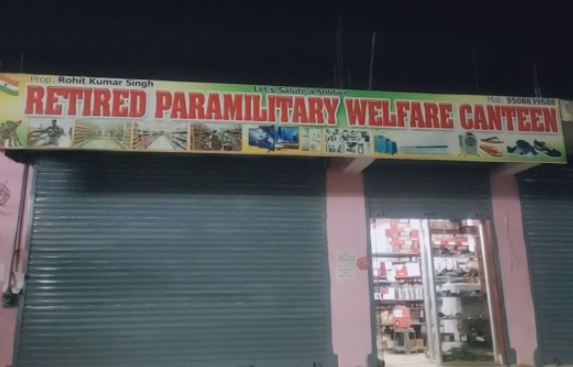 Prop. Rohit Kumar Singh
Let's Salute a Soldier
Mob: 9508839688
RETIRED PARAMILITARY WELFARE CANTEEN